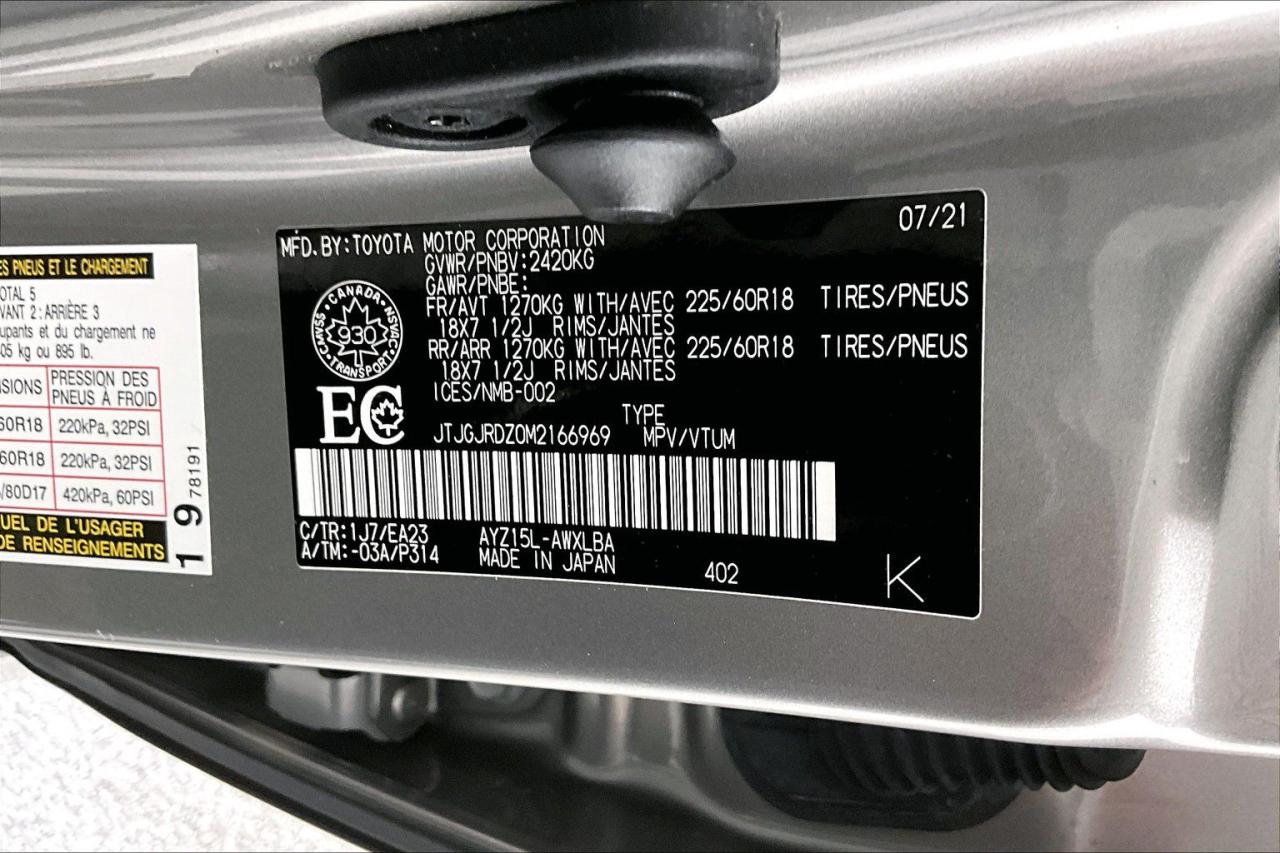 ES PNEUS ET LE CHARGEMENT
OTAL 5
VANT 2: ARRIÈRE 3
upants et du chargement ne
05 kg ou 895 lb.
NSIONS PRESSION DES PNEUS À FROID
60R18 220kPa, 32PSI
60R18 220kPa, 32PSI
/80D17 420kPa, 60PSI
UEL DE L'USAGER
DE RENSEIGNEMENTS
19 78191
07/21
MFD. BY: TOYOTA MOTOR CORPORATION
GVWR/PNBV: 2420KG
GAWR/PNBE:
FR/AVT 1270KG WITH/AVEC 225/60R18 TIRES/PNEUS
18X7 1/2J RIMS/JANTES
RR/ARR 1270KG WITH/AVEC 225/60R18 TIRES/PNEUS
18X7 1/2J RIMS/JANTES
ICES/NMB-002
CANADA
CMVSS NSVAC
930
TRANSPORT
EC
TYPE
JTJGJRDZ0M2166969 MPV/VTUM
C/TR: 1J7/EA23 AYZ15L-AWXLBA
A/TM: -03A/P314 MADE IN JAPAN
402
K